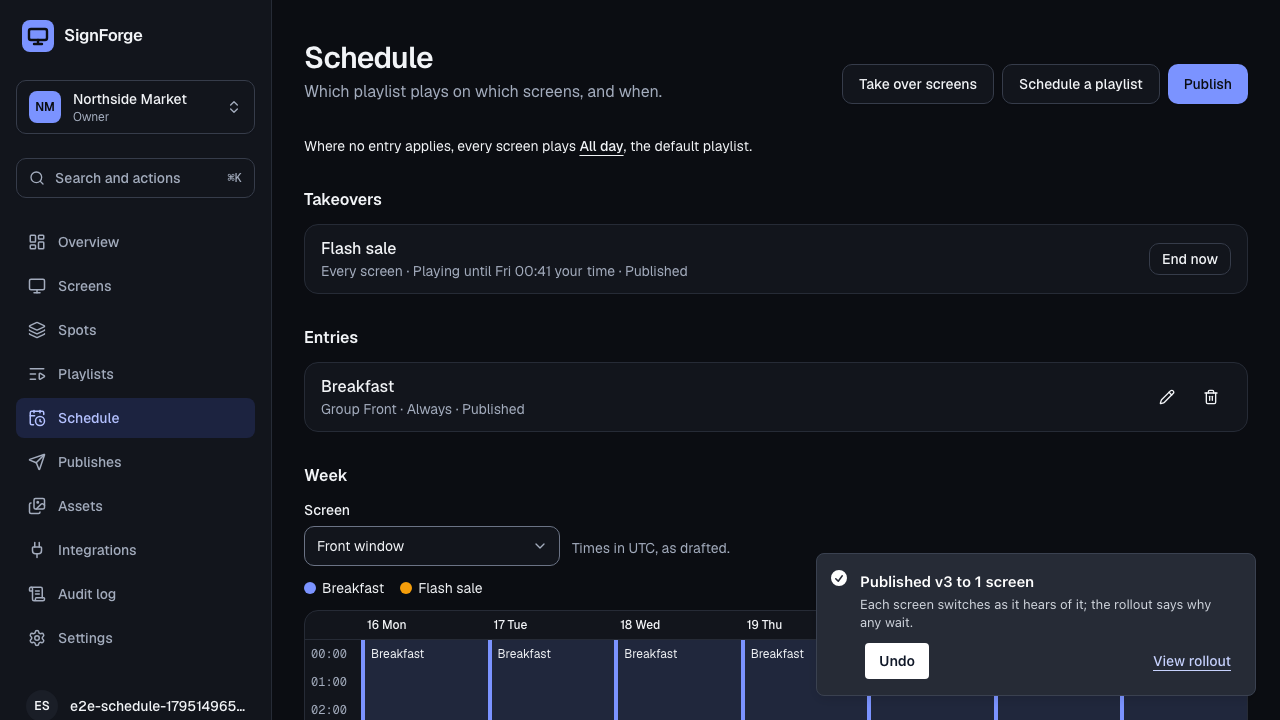 SignForge
NM
Northside Market
Owner
Search and actions ⌘K
Overview
Screens
Spots
Playlists
Schedule
Publishes
Assets
Integrations
Audit log
Settings
ES e2e-schedule-179514965…
Schedule
Which playlist plays on which screens, and when.
Take over screens
Schedule a playlist
Publish
Where no entry applies, every screen plays All day, the default playlist.
Takeovers
Flash sale
Every screen · Playing until Fri 00:41 your time · Published
End now
Entries
Breakfast
Group Front · Always · Published
Week
Screen
Front window
Times in UTC, as drafted.
Breakfast Flash sale
16 Mon 17 Tue 18 Wed 19 Thu
00:00 Breakfast Breakfast Breakfast Breakfast
01:00
02:00
Published v3 to 1 screen
Each screen switches as it hears of it; the rollout says why
any wait.
Undo View rollout